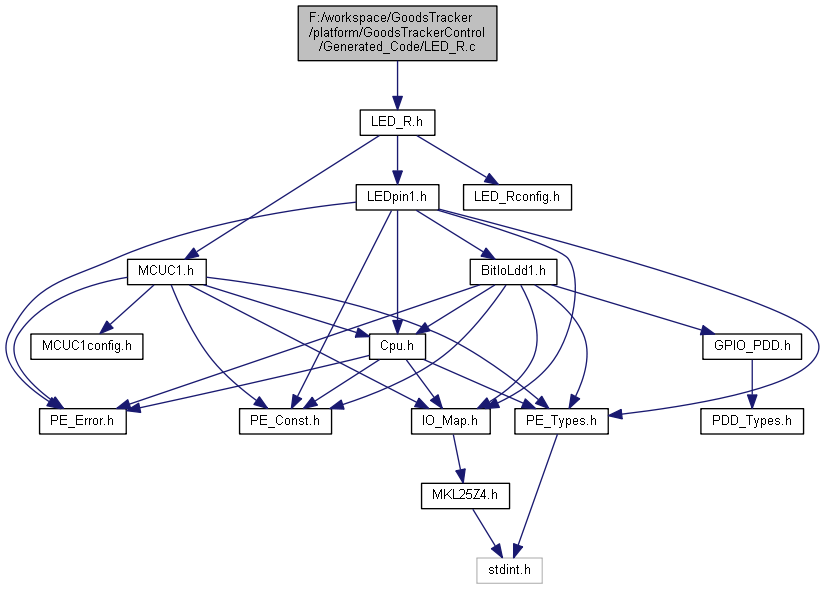 F:/workspace/GoodsTracker
/platform/GoodsTrackerControl
/Generated_Code/LED_R.c
LED_R.h
LEDpin1.h
LED_Rconfig.h
MCUC1.h
BitIoLdd1.h
MCUC1config.h
Cpu.h
GPIO_PDD.h
PE_Error.h
PE_Const.h
IO_Map.h
PE_Types.h
PDD_Types.h
MKL25Z4.h
stdint.h